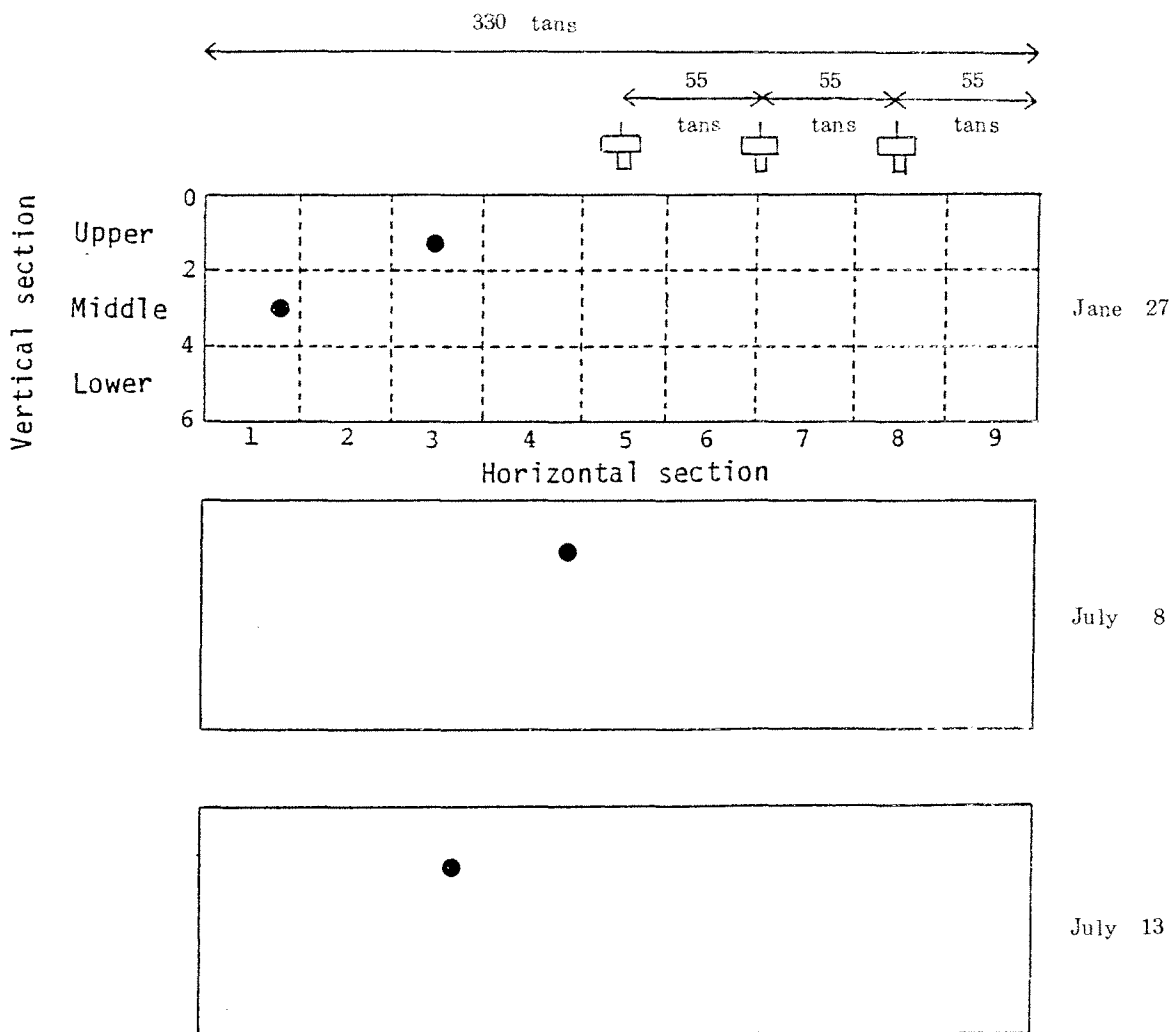 330 tans
55 55 55
tans tans tans
Vertical section
0
Upper
2
Middle
Jane 27
4
Lower
6
1 2 3 4 5 6 7 8 9
Horizontal section
July 8
July 13